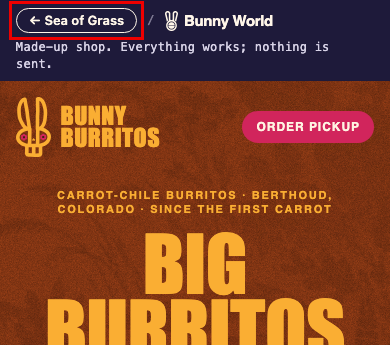 ← Sea of Grass / Bunny World
Made-up shop. Everything works; nothing is
sent.
BUNNY
BURRITOS
ORDER PICKUP
CARROT-CHILE BURRITOS · BERTHOUD,
COLORADO · SINCE THE FIRST CARROT
BIG
BURRITOS